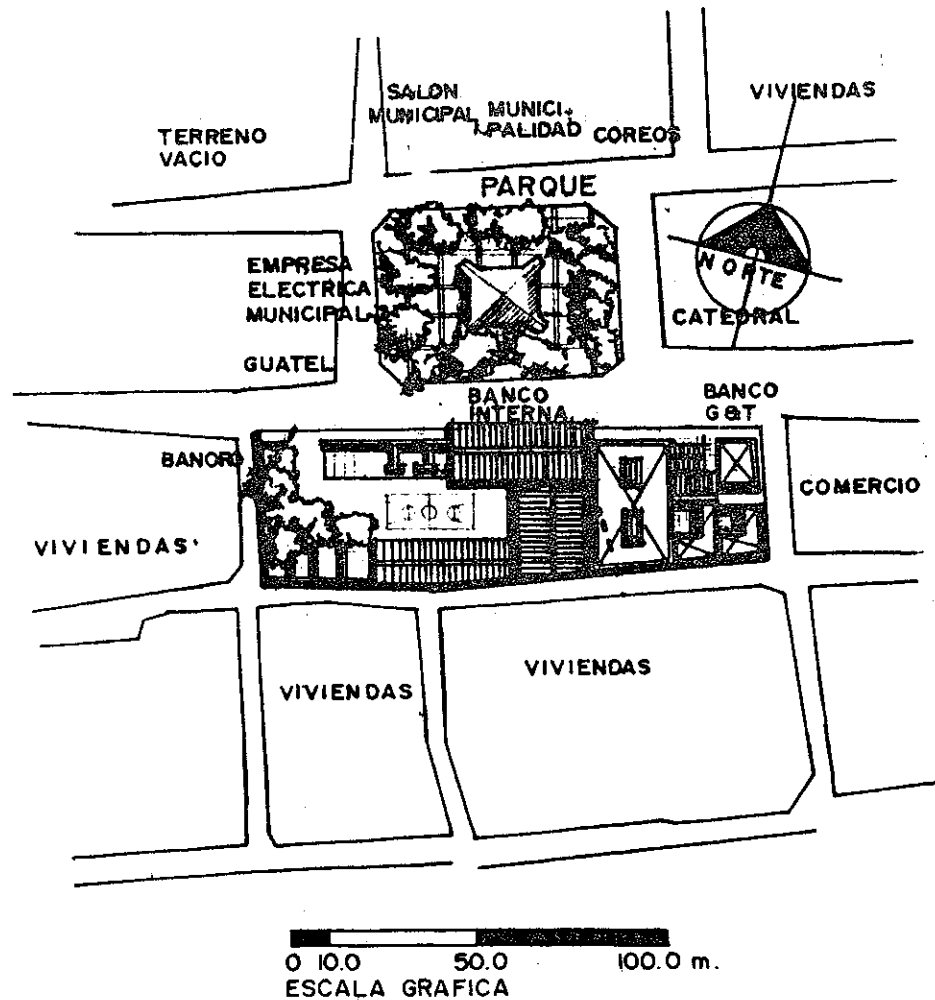 SALON
MUNICIPAL
MUNICI-
PALIDAD
COREOS
VIVIENDAS
TERRENO
VACIO
PARQUE
NORTE
EMPRESA
ELECTRICA
MUNICIPAL
CATEDRAL
GUATEL
BANCO
INTERNA.
BANCO
G&T
BANOR
COMERCIO
VIVIENDAS
VIVIENDAS
VIVIENDAS
0 10.0 50.0 100.0 m.
ESCALA GRAFICA